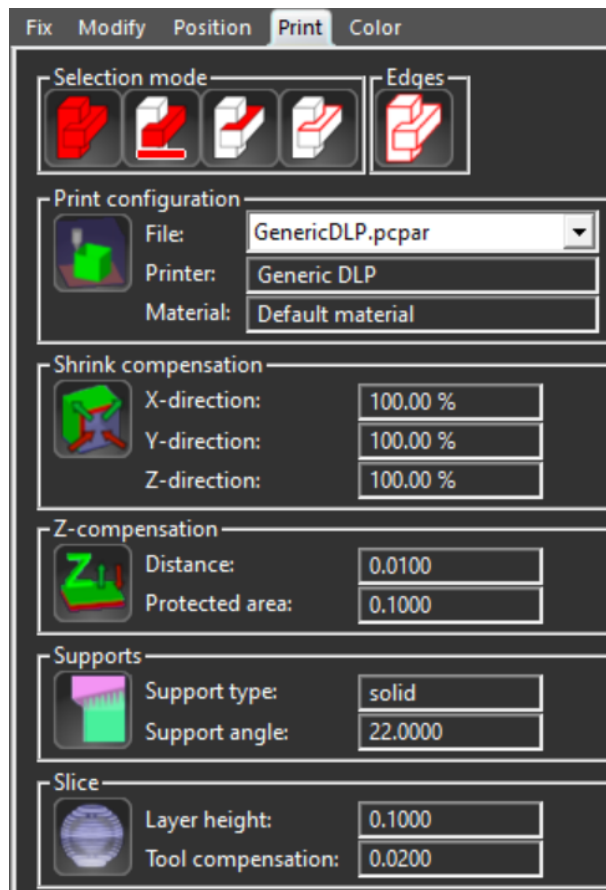 Fix Modify Position Print Color
Selection mode Edges
Print configuration
File: GenericDLP.pcpar
Printer: Generic DLP
Material: Default material
Shrink compensation
X-direction: 100.00 %
Y-direction: 100.00 %
Z-direction: 100.00 %
Z-compensation
Z Distance: 0.0100
Protected area: 0.1000
Supports
Support type: solid
Support angle: 22.0000
Slice
Layer height: 0.1000
Tool compensation: 0.0200